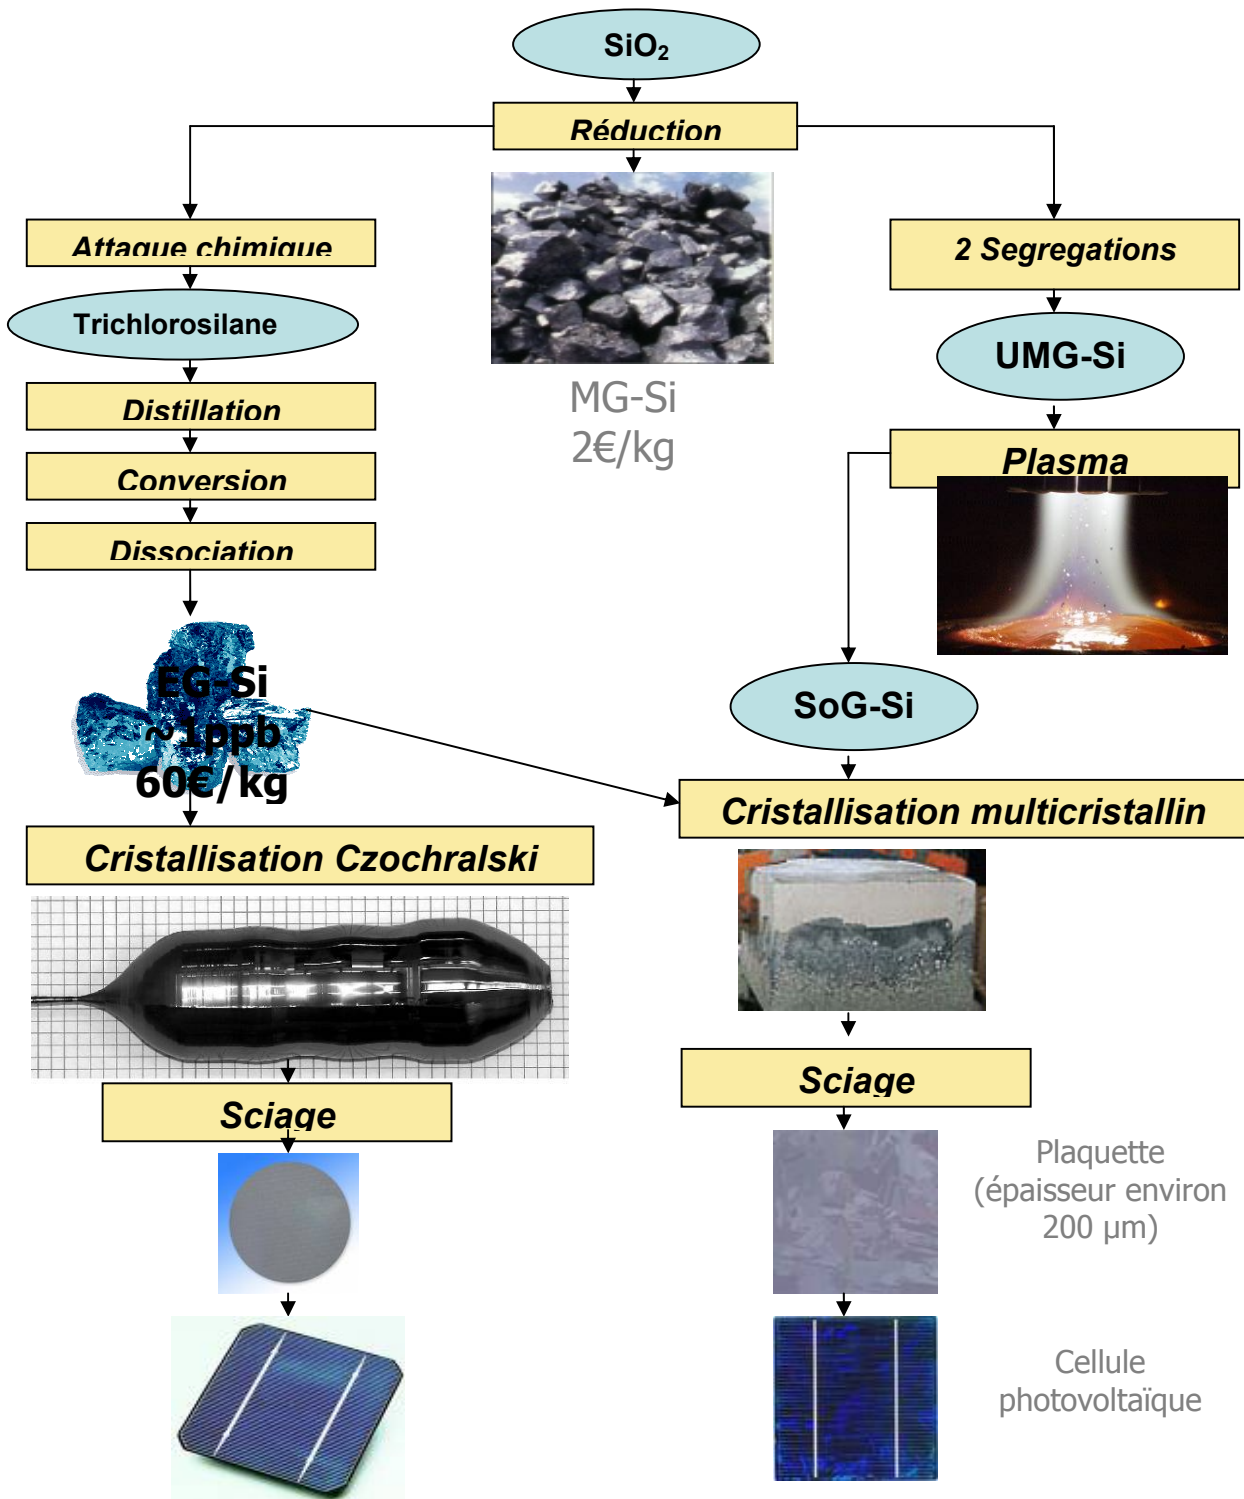 SiO₂
Réduction
Attaque chimique
2 Segregations
Trichlorosilane
UMG-Si
Distillation
MG-Si
2€/kg
Plasma
Conversion
Dissociation
EG-Si
~1ppb
60€/kg
SoG-Si
Cristallisation multicristallin
Cristallisation Czochralski
Sciage
Sciage
Plaquette
(épaisseur environ
200 µm)
Cellule
photovoltaïque